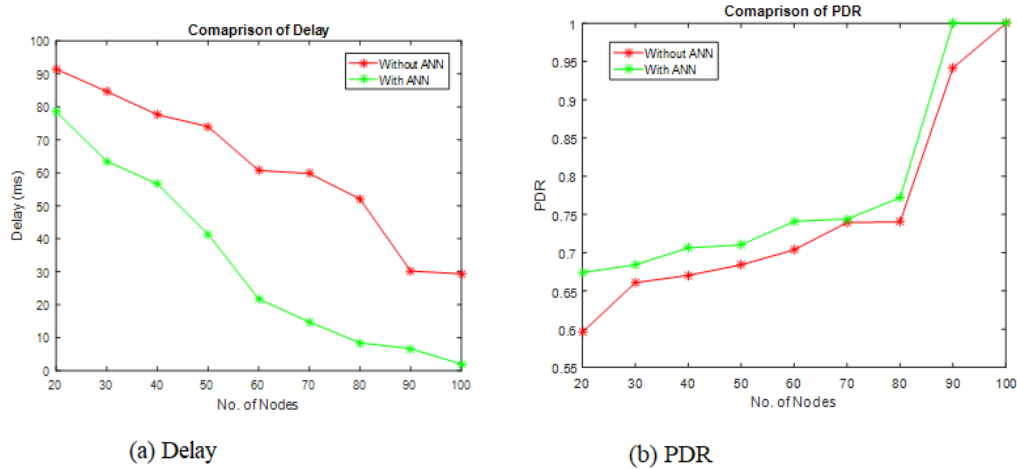 Comaprison of Delay
Without ANN
With ANN
Delay (ms)
100
90
80
70
60
50
40
30
20
10
0
20 30 40 50 60 70 80 90 100
No. of Nodes
(a) Delay
Comaprison of PDR
Without ANN
With ANN
PDR
1
0.95
0.9
0.85
0.8
0.75
0.7
0.65
0.6
0.55
20 30 40 50 60 70 80 90 100
No. of Nodes
(b) PDR